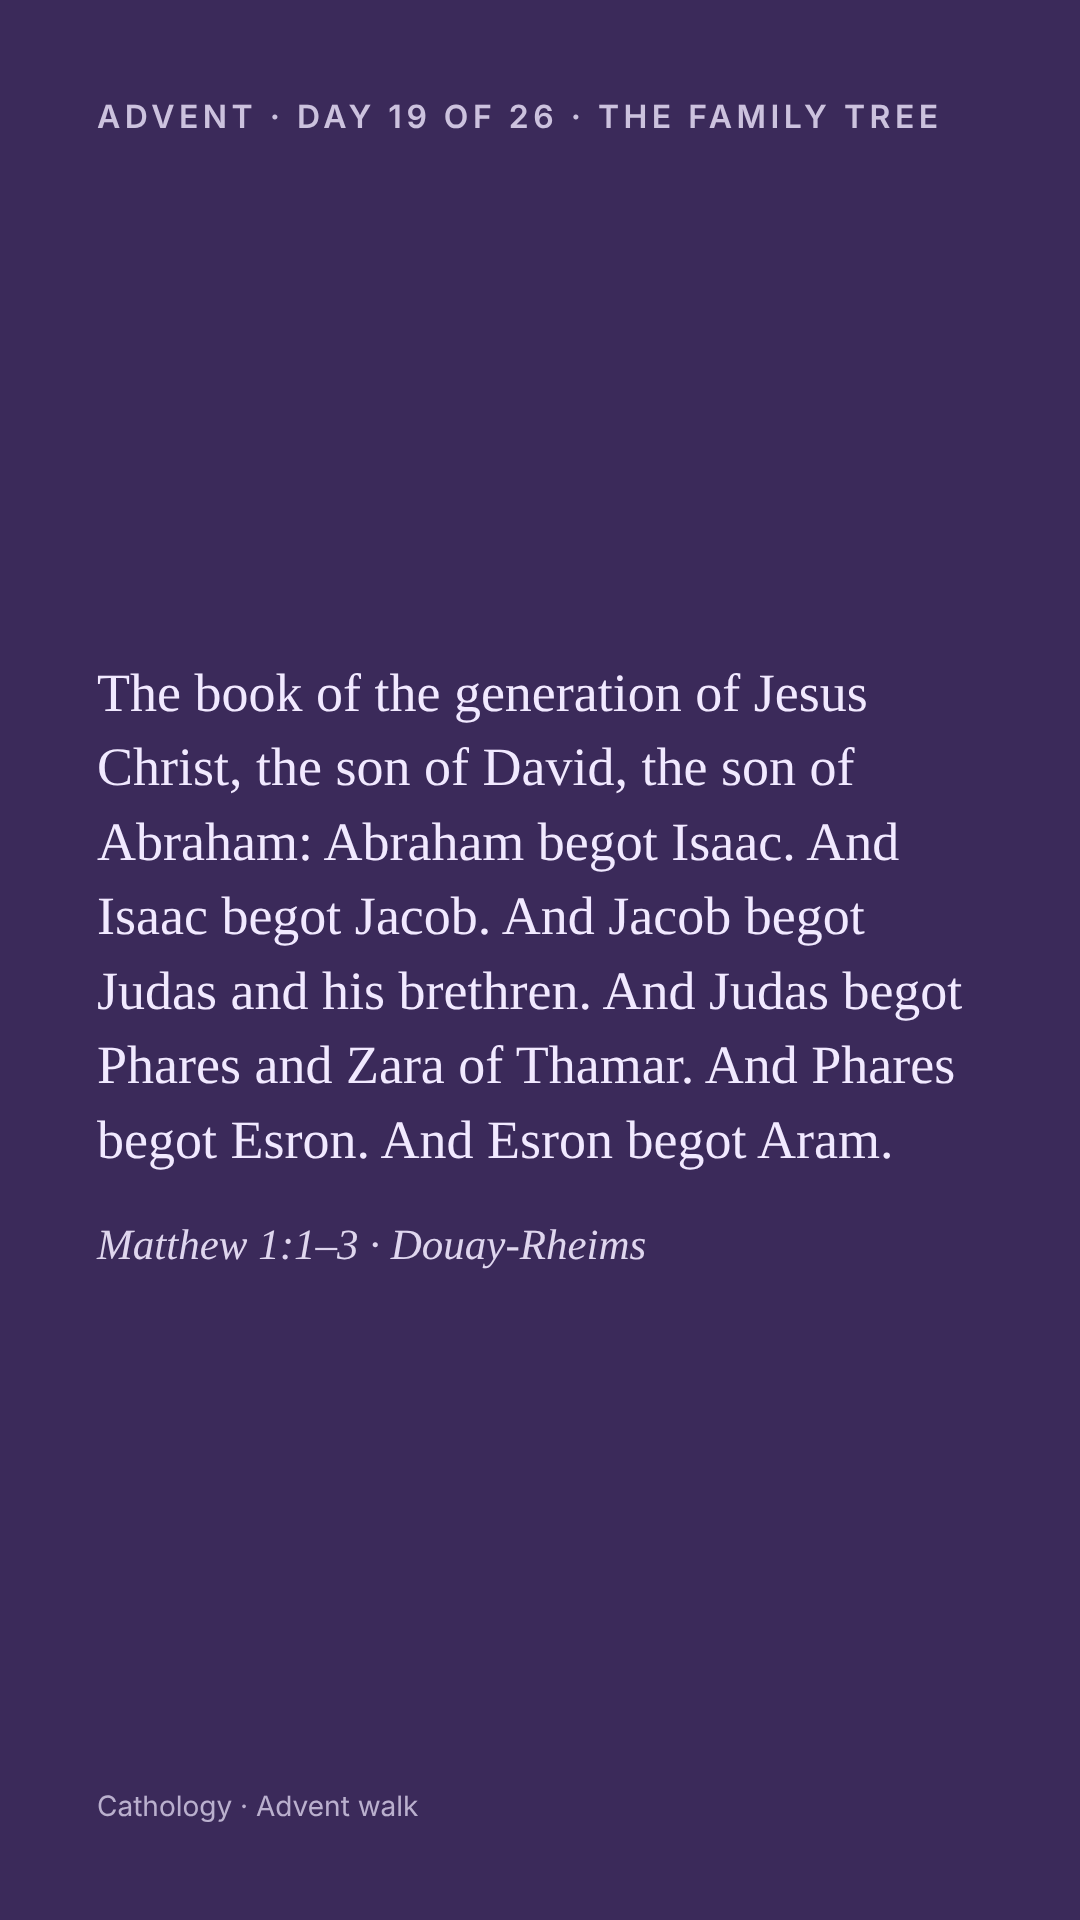 ADVENT · DAY 19 OF 26 · THE FAMILY TREE
The book of the generation of Jesus
Christ, the son of David, the son of
Abraham: Abraham begot Isaac. And
Isaac begot Jacob. And Jacob begot
Judas and his brethren. And Judas begot
Phares and Zara of Thamar. And Phares
begot Esron. And Esron begot Aram.
Matthew 1:1–3 · Douay-Rheims
Cathology · Advent walk